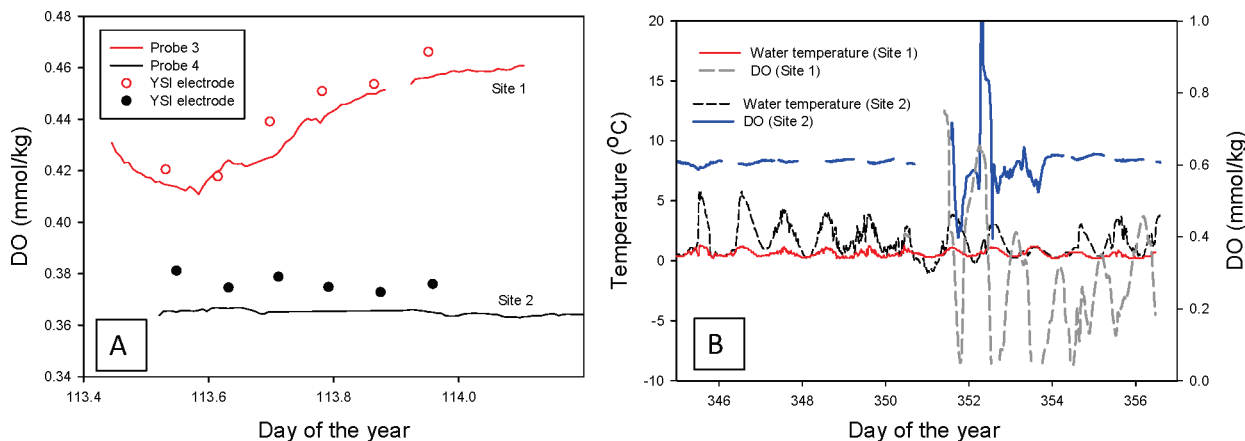 0.48
0.46
0.44
0.42
0.40
0.38
0.36
0.34
DO (mmol/kg)
Probe 3
Probe 4
YSI electrode
YSI electrode
Site 1
Site 2
A
113.4
113.6
113.8
114.0
Day of the year
20
15
10
5
0
-5
-10
Temperature (°C)
Water temperature (Site 1)
DO (Site 1)
Water temperature (Site 2)
DO (Site 2)
B
1.0
0.8
0.6
0.4
0.2
0.0
DO (mmol/kg)
346
348
350
352
354
356
Day of the year